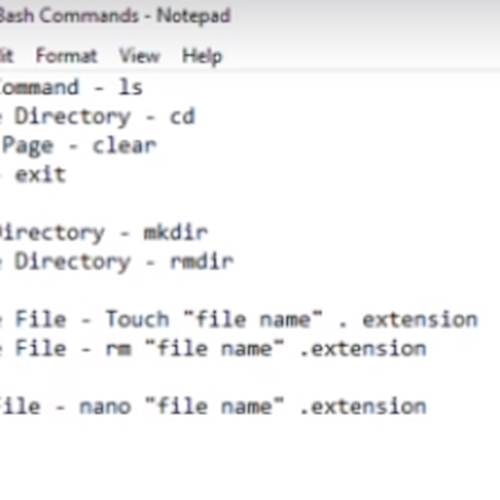 Bash Commands - Notepad
Format View Help
Command - ls
Directory - cd
Page - clear
- exit
Directory - mkdir
Directory - rmdir
File - Touch "file name" . extension
File - rm "file name" .extension
File - nano "file name" .extension